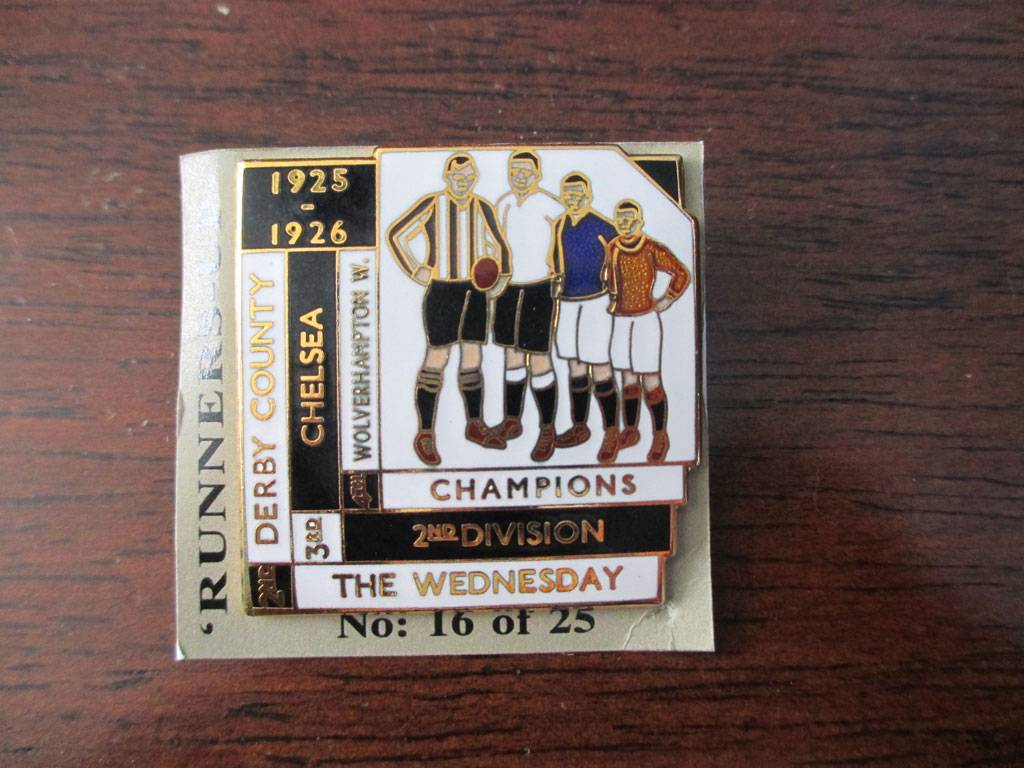 1925
-
1926
DERBY COUNTY
CHELSEA
WOLVERHAMPTON W.
2ND
3RD
4TH
CHAMPIONS
2ND DIVISION
THE WEDNESDAY
'RUNNERS-U
No: 16 of 25